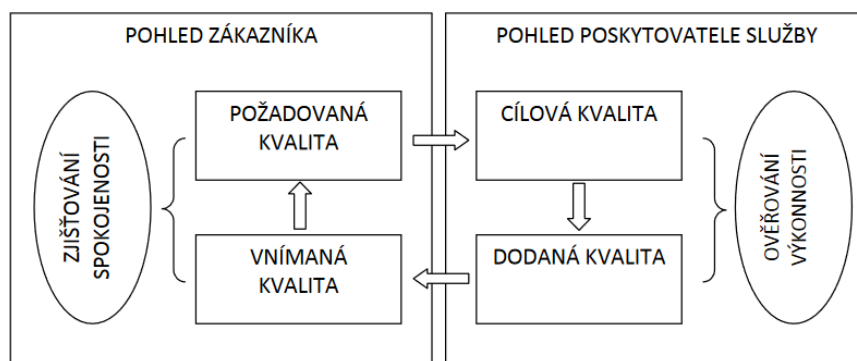 POHLED ZÁKAZNÍKA
ZJIŠŤOVÁNÍ
SPOKOJENOSTI
POŽADOVANÁ
KVALITA
VNÍMANÁ
KVALITA
POHLED POSKYTOVATELE SLUŽBY
CÍLOVÁ KVALITA
DODANÁ KVALITA
OVĚŘOVÁNÍ
VÝKONNOSTI